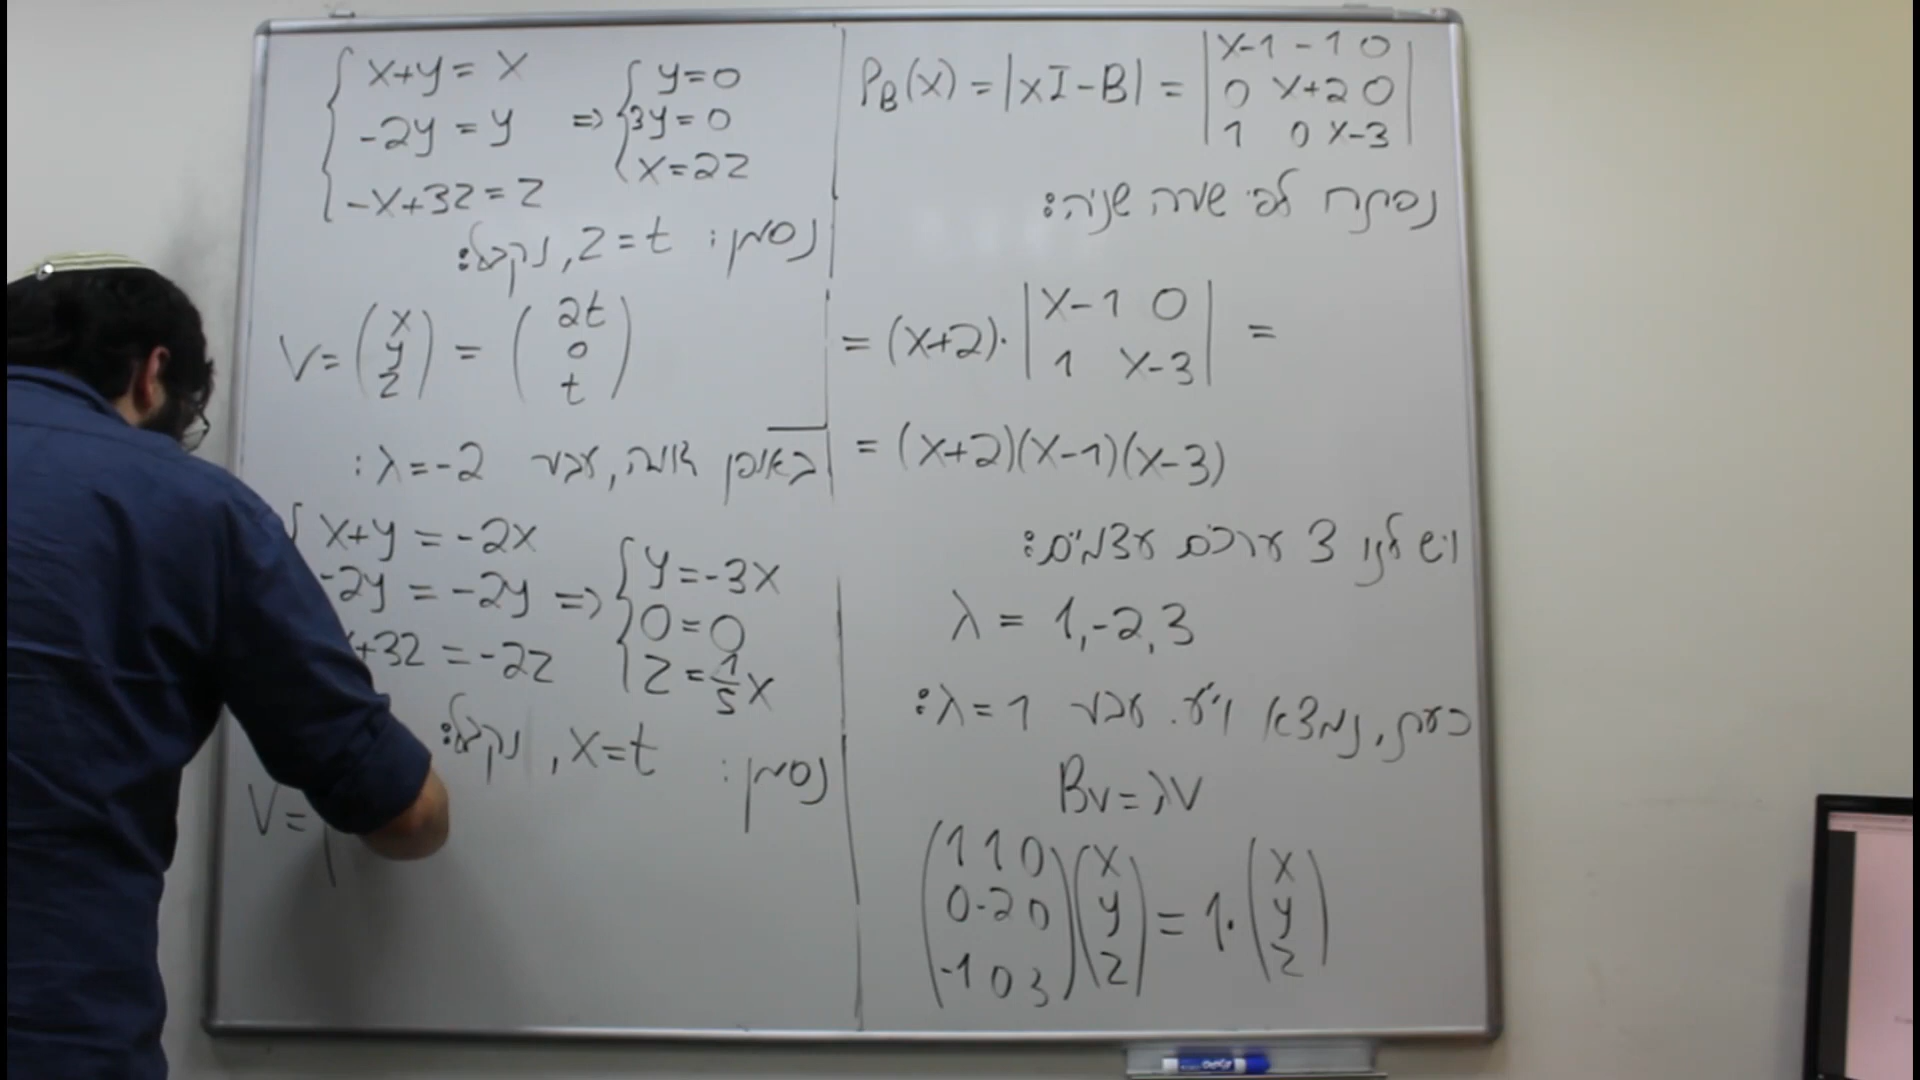 P_B(x) = |xI-B| = | x-1 -1 0 |
| 0 x+2 0 |
| 1 0 x-3 |
נפתח לפי שורה שניה:
= (x+2)· | x-1 0 | =
| 1 x-3 |
= (x+2)(x-1)(x-3)
ויש לנו 3 ערכים עצמיים:
λ = 1,-2,3
כעת, נמצא ו"ע. עבור λ=1:
Bv=λv
( 1 1 0 ) ( x ) = 1· ( x )
( 0 -2 0 ) ( y ) ( y )
( -1 0 3 ) ( z ) ( z )
{ x+y = x { y=0
{ -2y = y => { 3y=0
{ -x+3z = z { x=2z
נסמן: z=t, נקבל:
v= ( x ) = ( 2t )
( y ) ( 0 )
( z ) ( t )
באופן דומה, עבור λ=-2:
{ x+y = -2x { y=-3x
-2y = -2y => { 0=0
+3z = -2z { z=1/5 x
נסמן: x=t, נקבל:
v= (